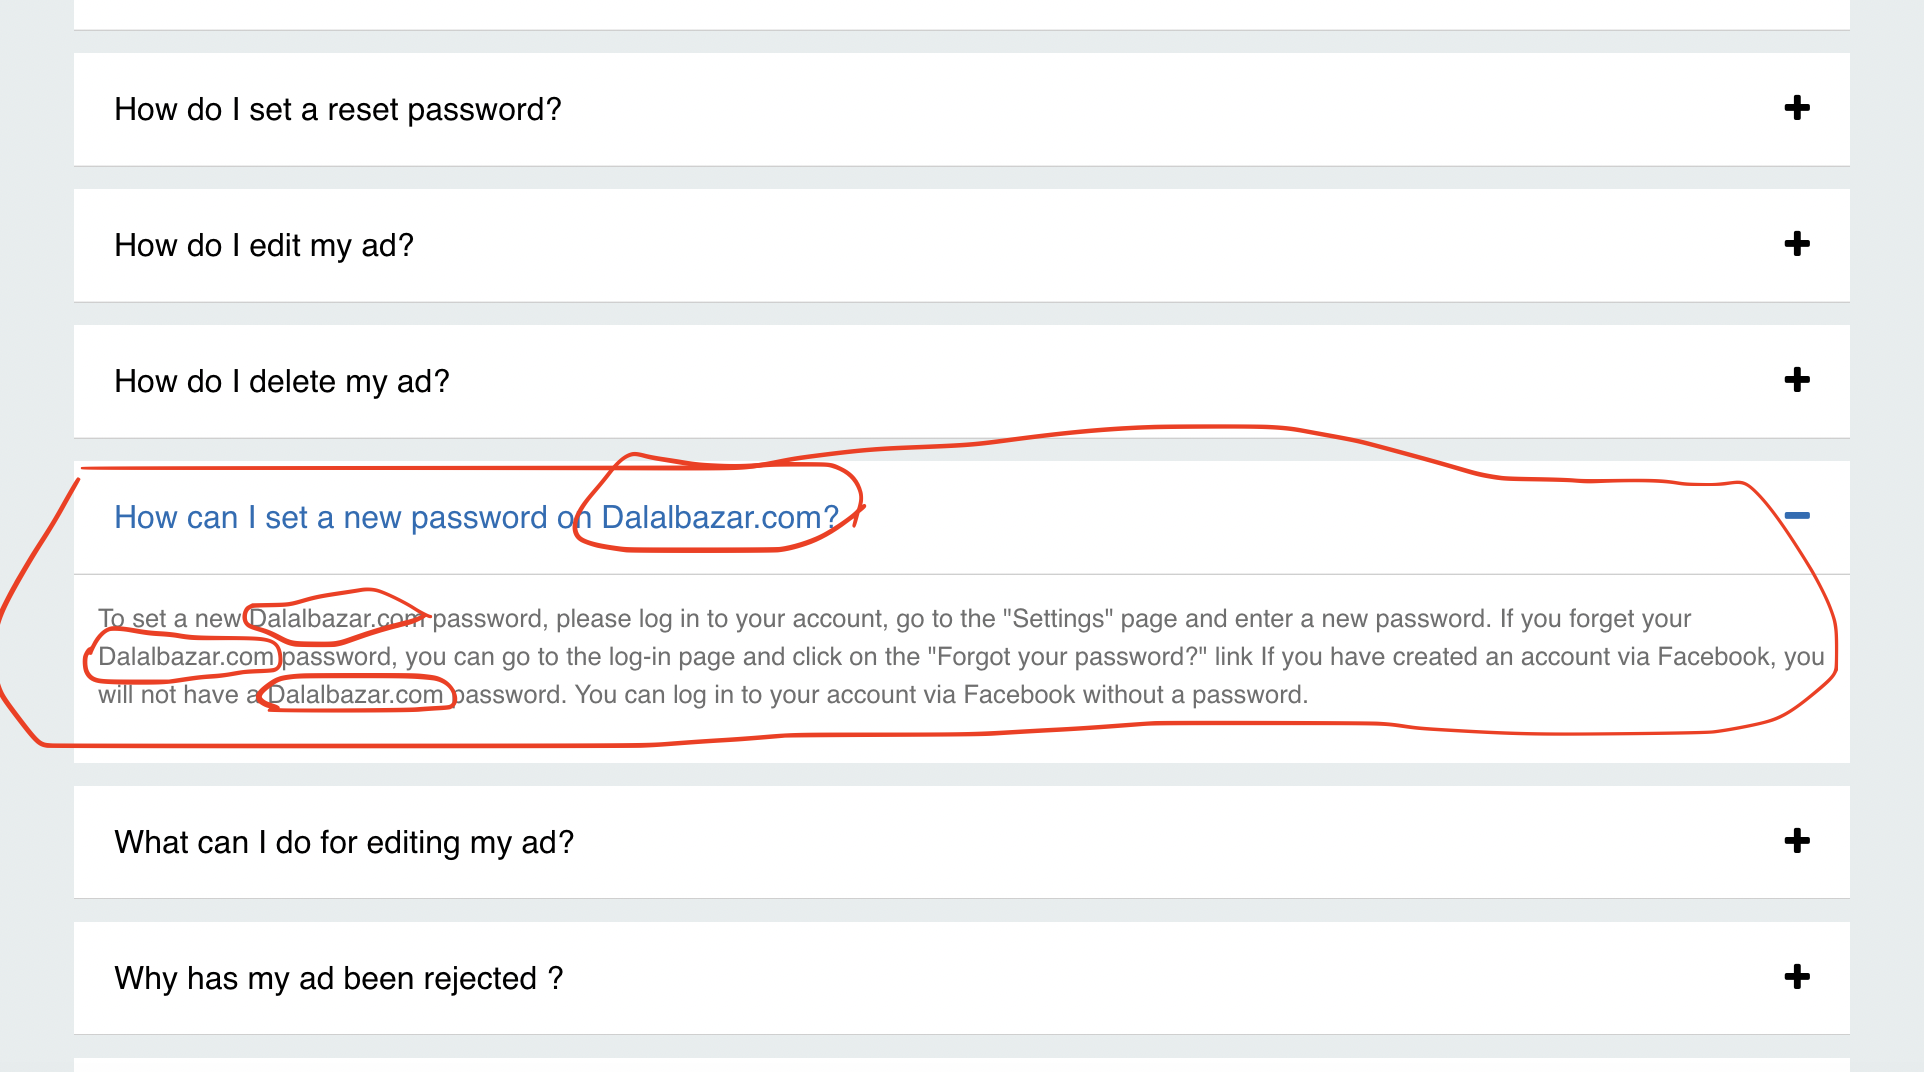 How do I set a reset password?
How do I edit my ad?
How do I delete my ad?
How can I set a new password on Dalalbazar.com?
To set a new Dalalbazar.com password, please log in to your account, go to the "Settings" page and enter a new password. If you forget your
Dalalbazar.com password, you can go to the log-in page and click on the "Forgot your password?" link If you have created an account via Facebook, you
will not have a Dalalbazar.com password. You can log in to your account via Facebook without a password.
What can I do for editing my ad?
Why has my ad been rejected ?